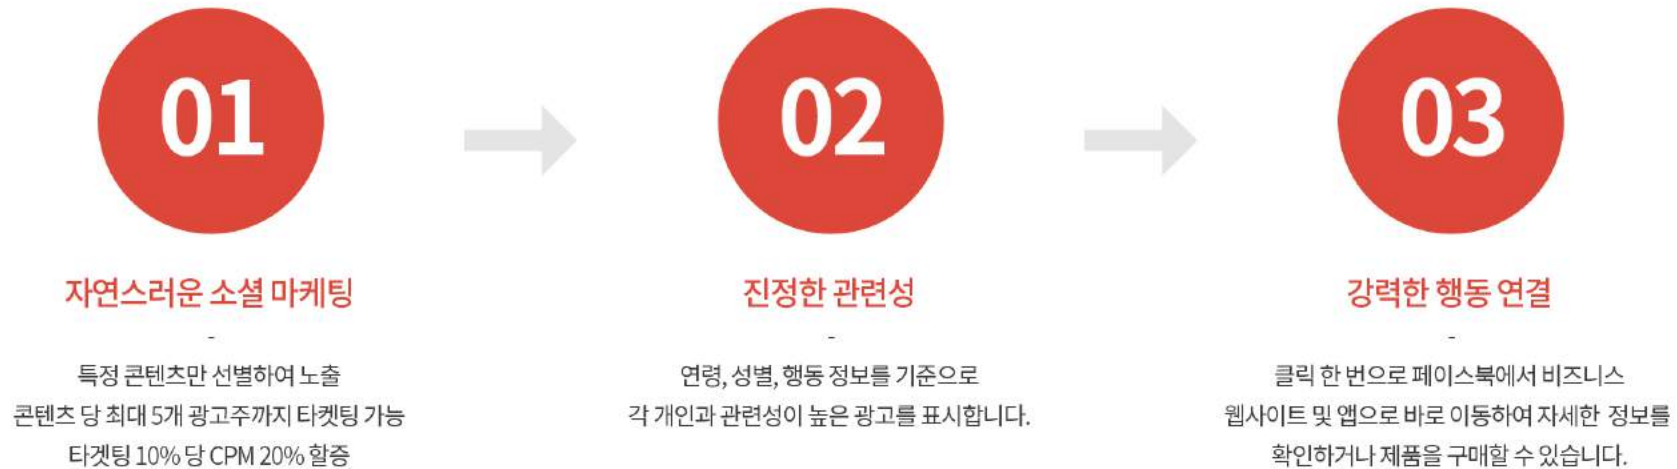 01
자연스러운 소셜 마케팅
-
특정 콘텐츠만 선별하여 노출
콘텐츠 당 최대 5개 광고주까지 타켓팅 가능
타겟팅 10% 당 CPM 20% 할증
02
진정한 관련성
-
연령, 성별, 행동 정보를 기준으로
각 개인과 관련성이 높은 광고를 표시합니다.
03
강력한 행동 연결
-
클릭 한 번으로 페이스북에서 비즈니스
웹사이트 및 앱으로 바로 이동하여 자세한 정보를
확인하거나 제품을 구매할 수 있습니다.